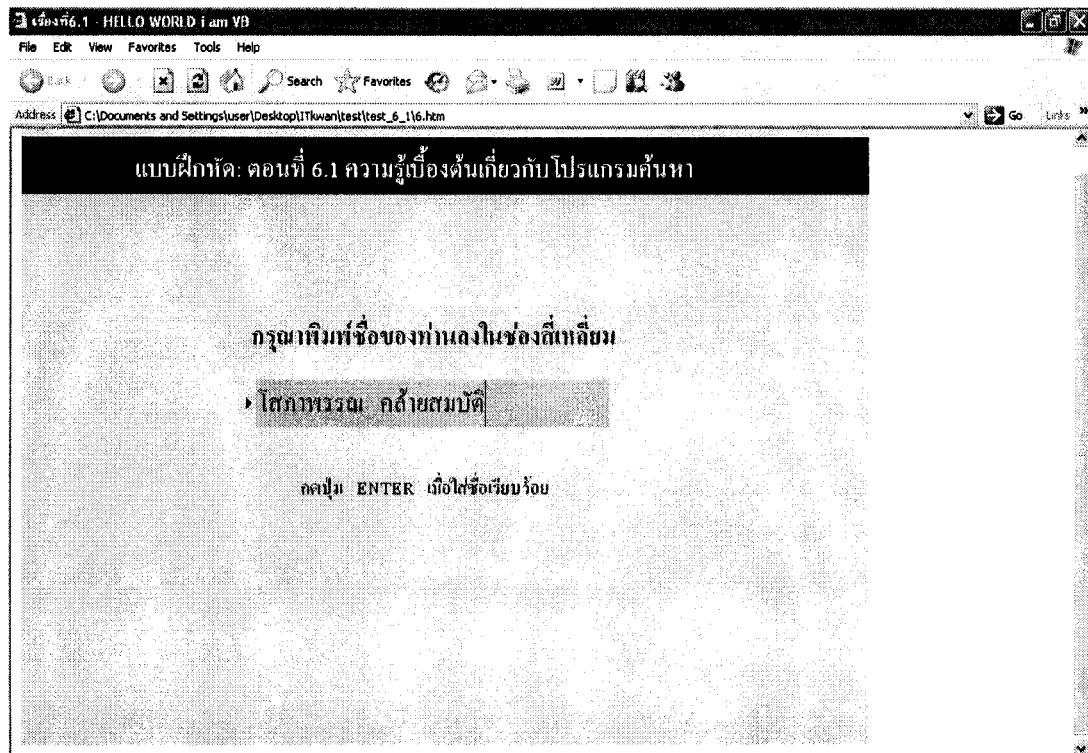 เรื่องที่6.1 - HELLO WORLD i am VB
File Edit View Favorites Tools Help
Back Search Favorites
Address C:\Documents and Settings\user\Desktop\ITkwan\test\test_6_1\6.htm Go Links »
แบบฝึกหัด: ตอนที่ 6.1 ความรู้เบื้องต้นเกี่ยวกับโปรแกรมค้นหา
กรุณาพิมพ์ชื่อของท่านลงในช่องสี่เหลี่ยม
โสภาพรรณ คล้ายสมบัติ
กดปุ่ม ENTER เมื่อใส่ชื่อเรียบร้อย